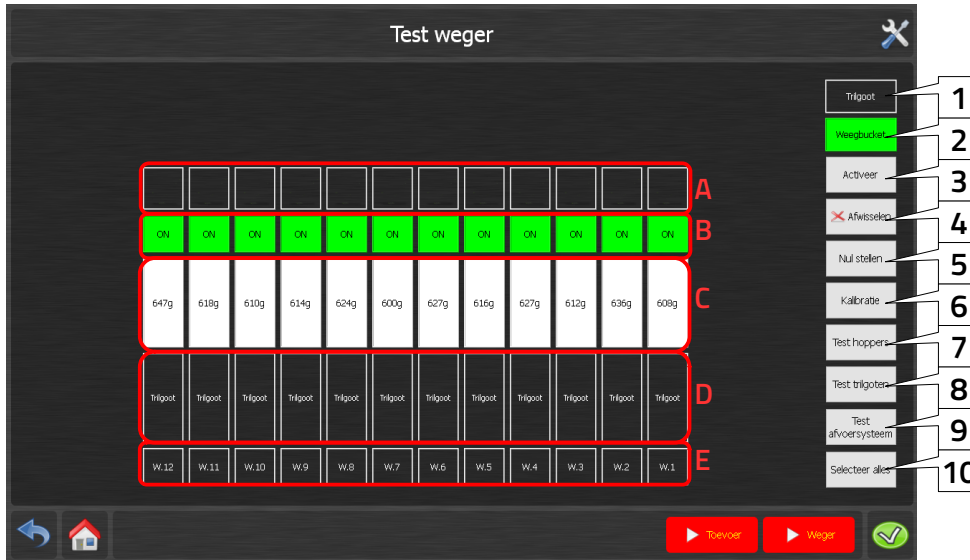 Test weger
Trilgoot
1
Weegbucket
2
Activeer
3
Afwisselen
4
Nul stellen
5
Kalibratie
6
Test hoppers
7
Test trilgoten
8
Test
afvoersysteem
9
Selecteer alles
10
A
ON ON ON ON ON ON ON ON ON ON ON ON
B
647g 618g 610g 614g 624g 600g 627g 616g 627g 612g 636g 608g
C
Trilgoot Trilgoot Trilgoot Trilgoot Trilgoot Trilgoot Trilgoot Trilgoot Trilgoot Trilgoot Trilgoot Trilgoot
D
W.12 W.11 W.10 W.9 W.8 W.7 W.6 W.5 W.4 W.3 W.2 W.1
E
Toevoer
Weger